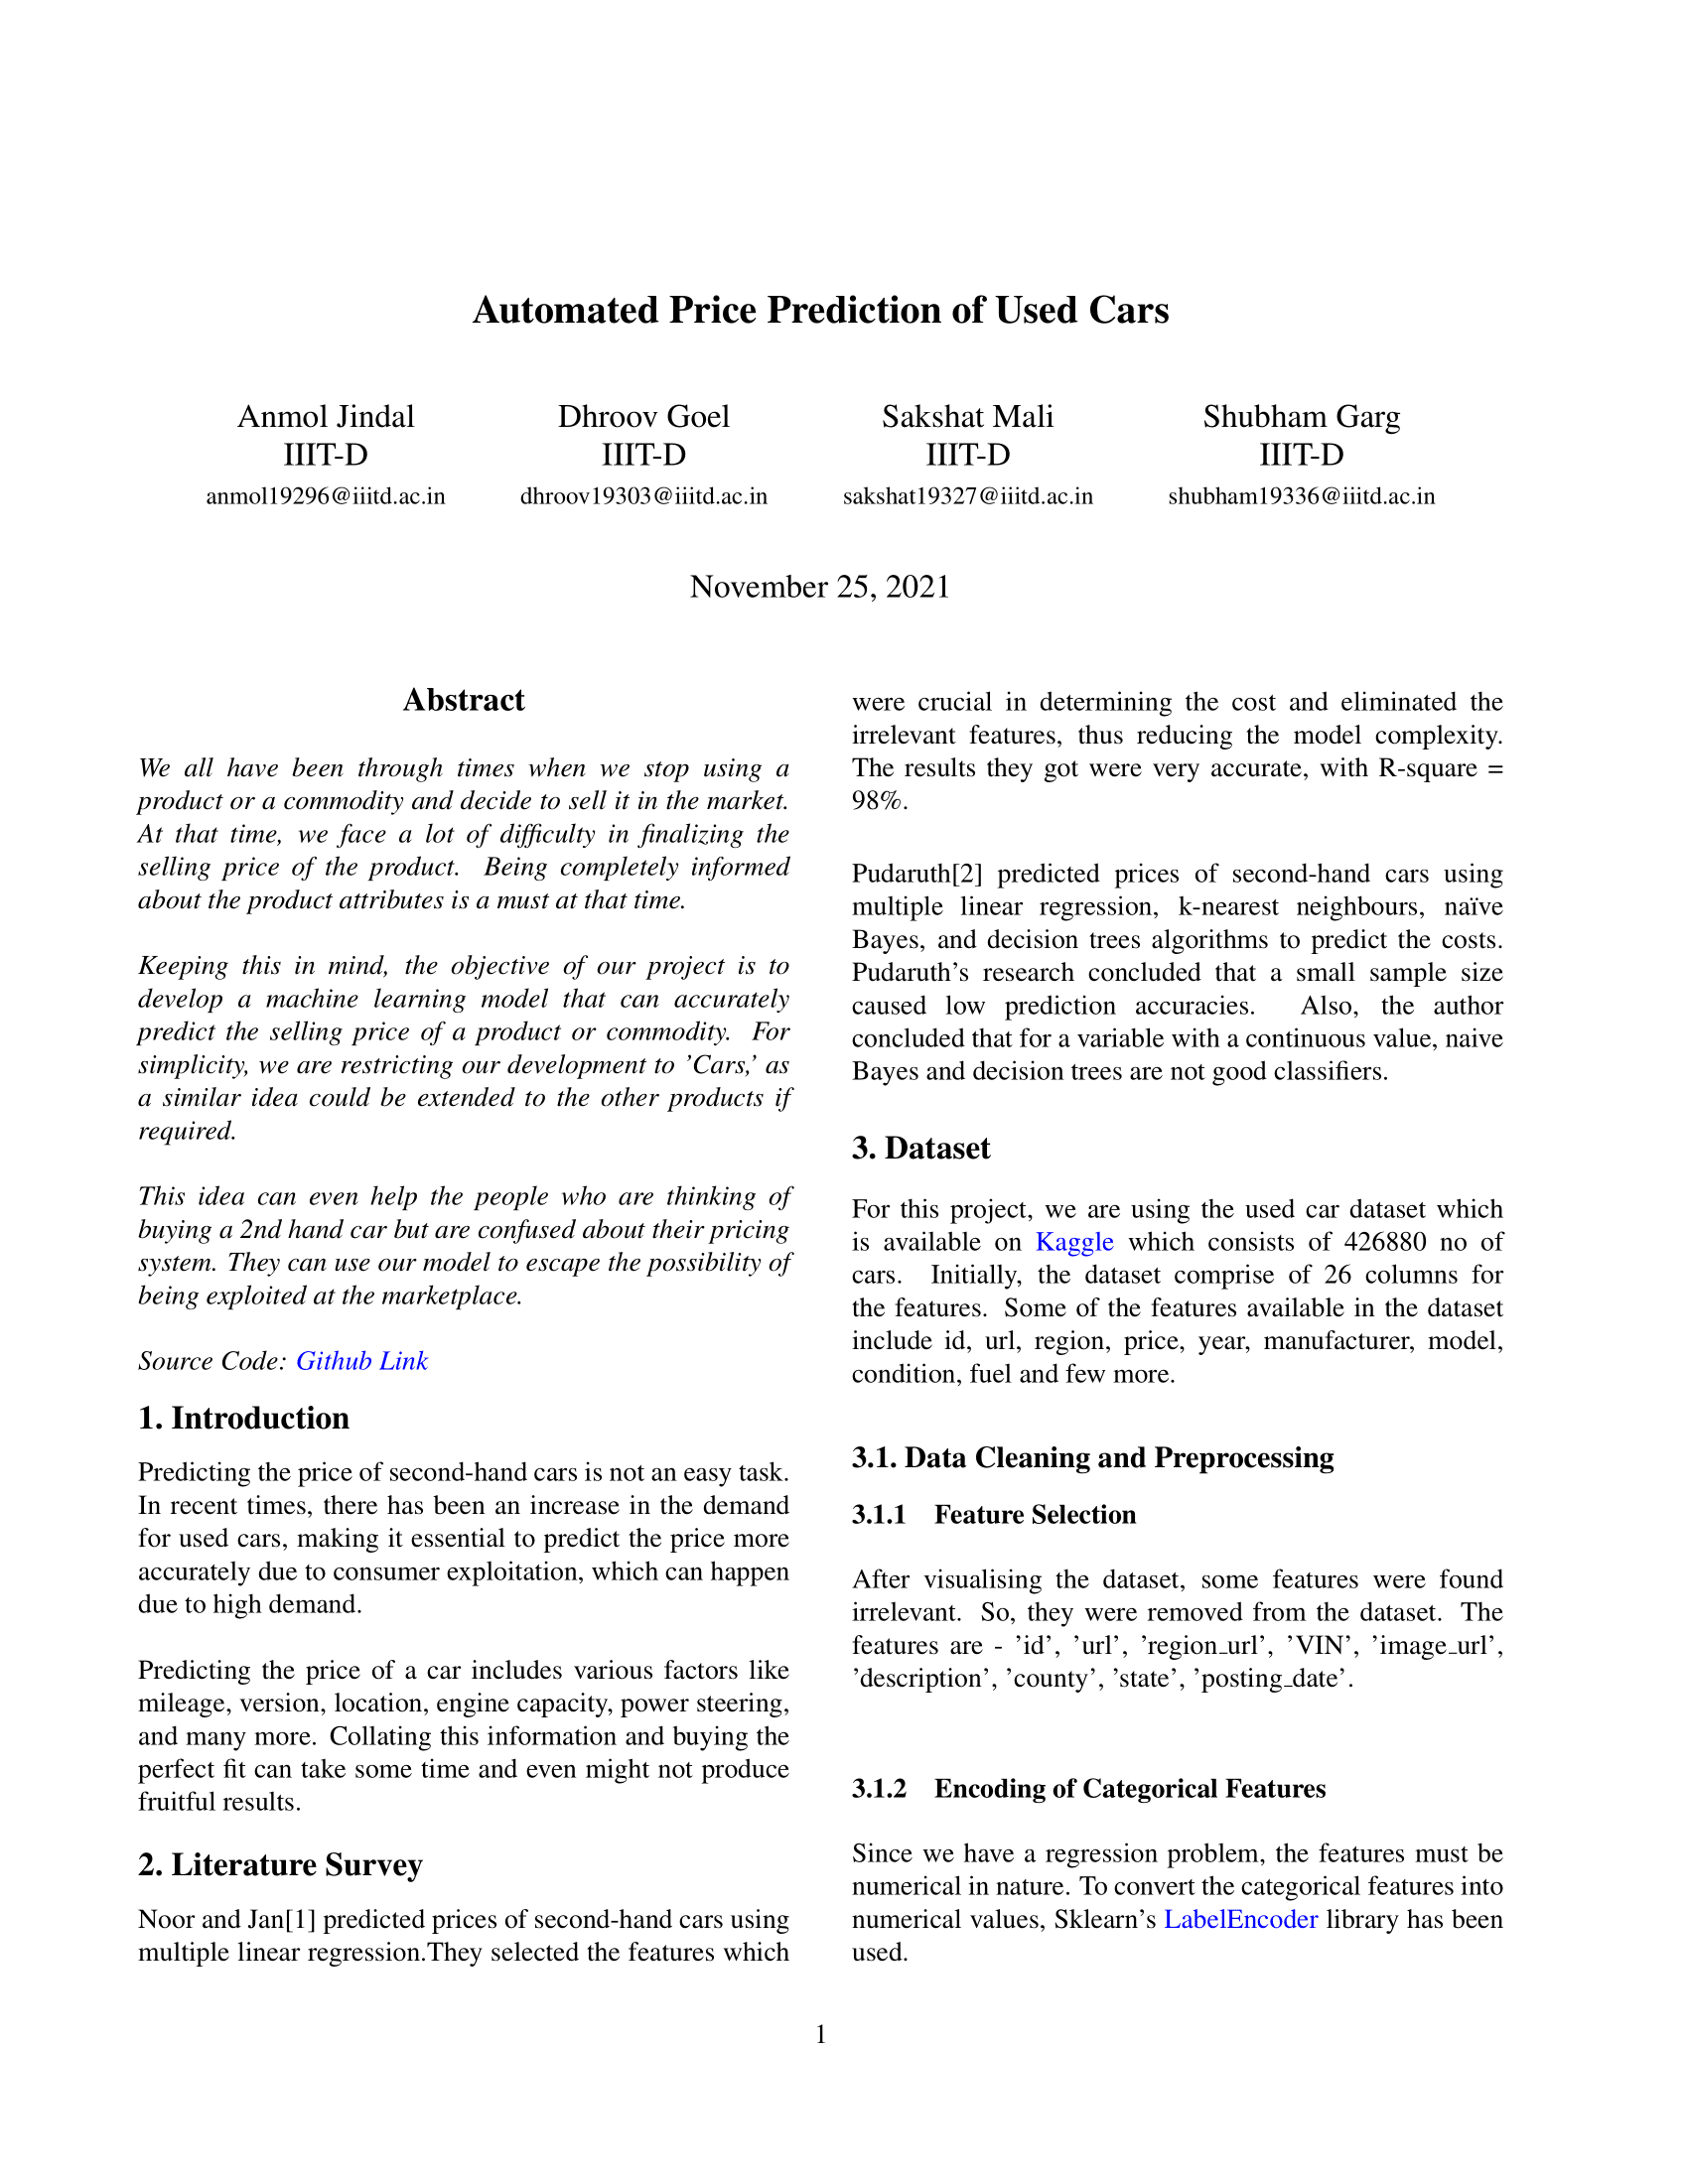 Automated Price Prediction of Used Cars
Anmol Jindal
IIIT-D
anmol19296@iiitd.ac.in
Dhroov Goel
IIIT-D
dhroov19303@iiitd.ac.in
Sakshat Mali
IIIT-D
sakshat19327@iiitd.ac.in
Shubham Garg
IIIT-D
shubham19336@iiitd.ac.in
November 25, 2021
Abstract
We all have been through times when we stop using a
product or a commodity and decide to sell it in the market.
At that time, we face a lot of difficulty in finalizing the
selling price of the product. Being completely informed
about the product attributes is a must at that time.
Keeping this in mind, the objective of our project is to
develop a machine learning model that can accurately
predict the selling price of a product or commodity. For
simplicity, we are restricting our development to ’Cars,’ as
a similar idea could be extended to the other products if
required.
This idea can even help the people who are thinking of
buying a 2nd hand car but are confused about their pricing
system. They can use our model to escape the possibility of
being exploited at the marketplace.
Source Code: Github Link
1. Introduction
Predicting the price of second-hand cars is not an easy task.
In recent times, there has been an increase in the demand
for used cars, making it essential to predict the price more
accurately due to consumer exploitation, which can happen
due to high demand.
Predicting the price of a car includes various factors like
mileage, version, location, engine capacity, power steering,
and many more. Collating this information and buying the
perfect fit can take some time and even might not produce
fruitful results.
2. Literature Survey
Noor and Jan[1] predicted prices of second-hand cars using
multiple linear regression.They selected the features which
were crucial in determining the cost and eliminated the
irrelevant features, thus reducing the model complexity.
The results they got were very accurate, with R-square =
98%.
Pudaruth[2] predicted prices of second-hand cars using
multiple linear regression, k-nearest neighbours, naïve
Bayes, and decision trees algorithms to predict the costs.
Pudaruth’s research concluded that a small sample size
caused low prediction accuracies. Also, the author
concluded that for a variable with a continuous value, naive
Bayes and decision trees are not good classifiers.
3. Dataset
For this project, we are using the used car dataset which
is available on Kaggle which consists of 426880 no of
cars. Initially, the dataset comprise of 26 columns for
the features. Some of the features available in the dataset
include id, url, region, price, year, manufacturer, model,
condition, fuel and few more.
3.1. Data Cleaning and Preprocessing
3.1.1 Feature Selection
After visualising the dataset, some features were found
irrelevant. So, they were removed from the dataset. The
features are - ’id’, ’url’, ’region_url’, ’VIN’, ’image_url’,
’description’, ’county’, ’state’, ’posting_date’.
3.1.2 Encoding of Categorical Features
Since we have a regression problem, the features must be
numerical in nature. To convert the categorical features into
numerical values, Sklearn’s LabelEncoder library has been
used.
1